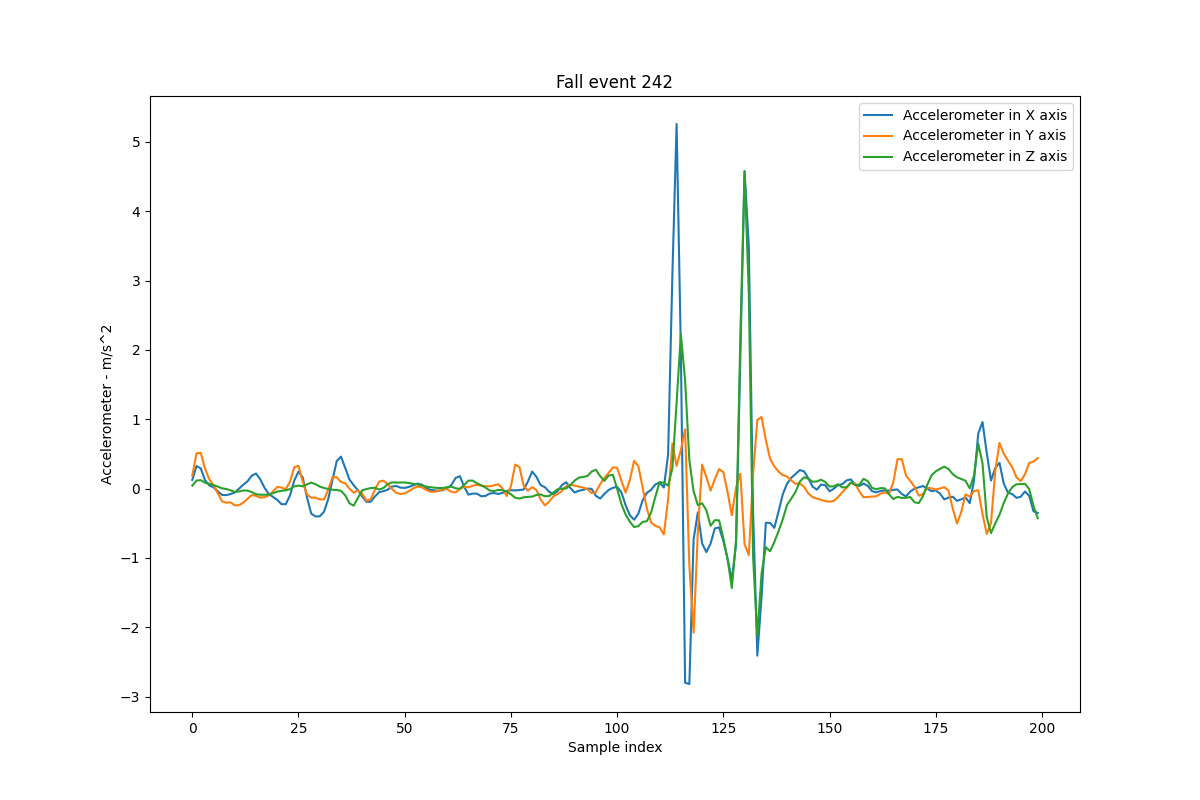 Fall event 242
Accelerometer in X axis
Accelerometer in Y axis
Accelerometer in Z axis
Accelerometer - m/s^2
5
4
3
2
1
0
−1
−2
−3
0 25 50 75 100 125 150 175 200
Sample index